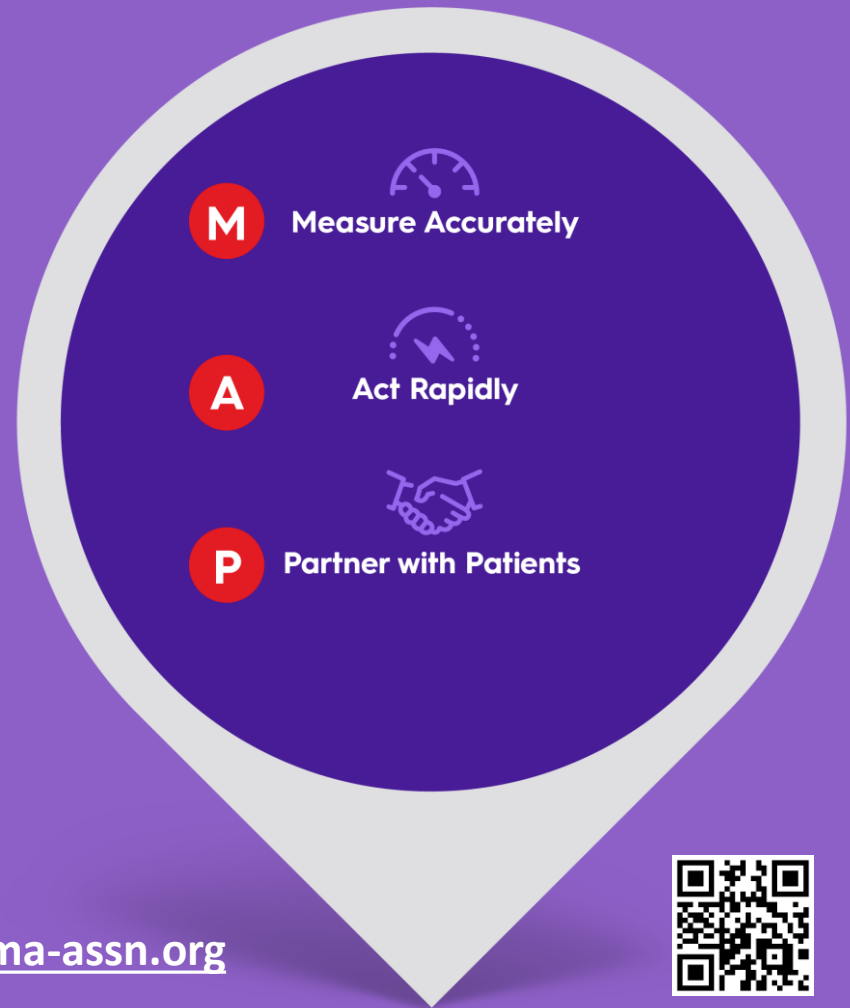 M Measure Accurately
A Act Rapidly
P Partner with Patients
ma-assn.org